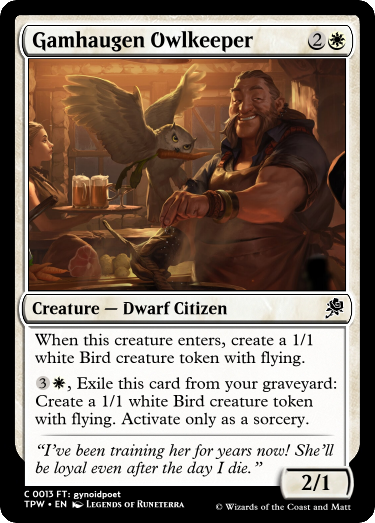 Gamhaugen Owlkeeper 2
Creature — Dwarf Citizen
When this creature enters, create a 1/1
white Bird creature token with flying.
3, Exile this card from your graveyard:
Create a 1/1 white Bird creature token
with flying. Activate only as a sorcery.
“I’ve been training her for years now! She’ll
be loyal even after the day I die.”
2/1
C 0013 FT: gynoidpoet
TPW • EN Legends of Runeterra
© Wizards of the Coast and Matt